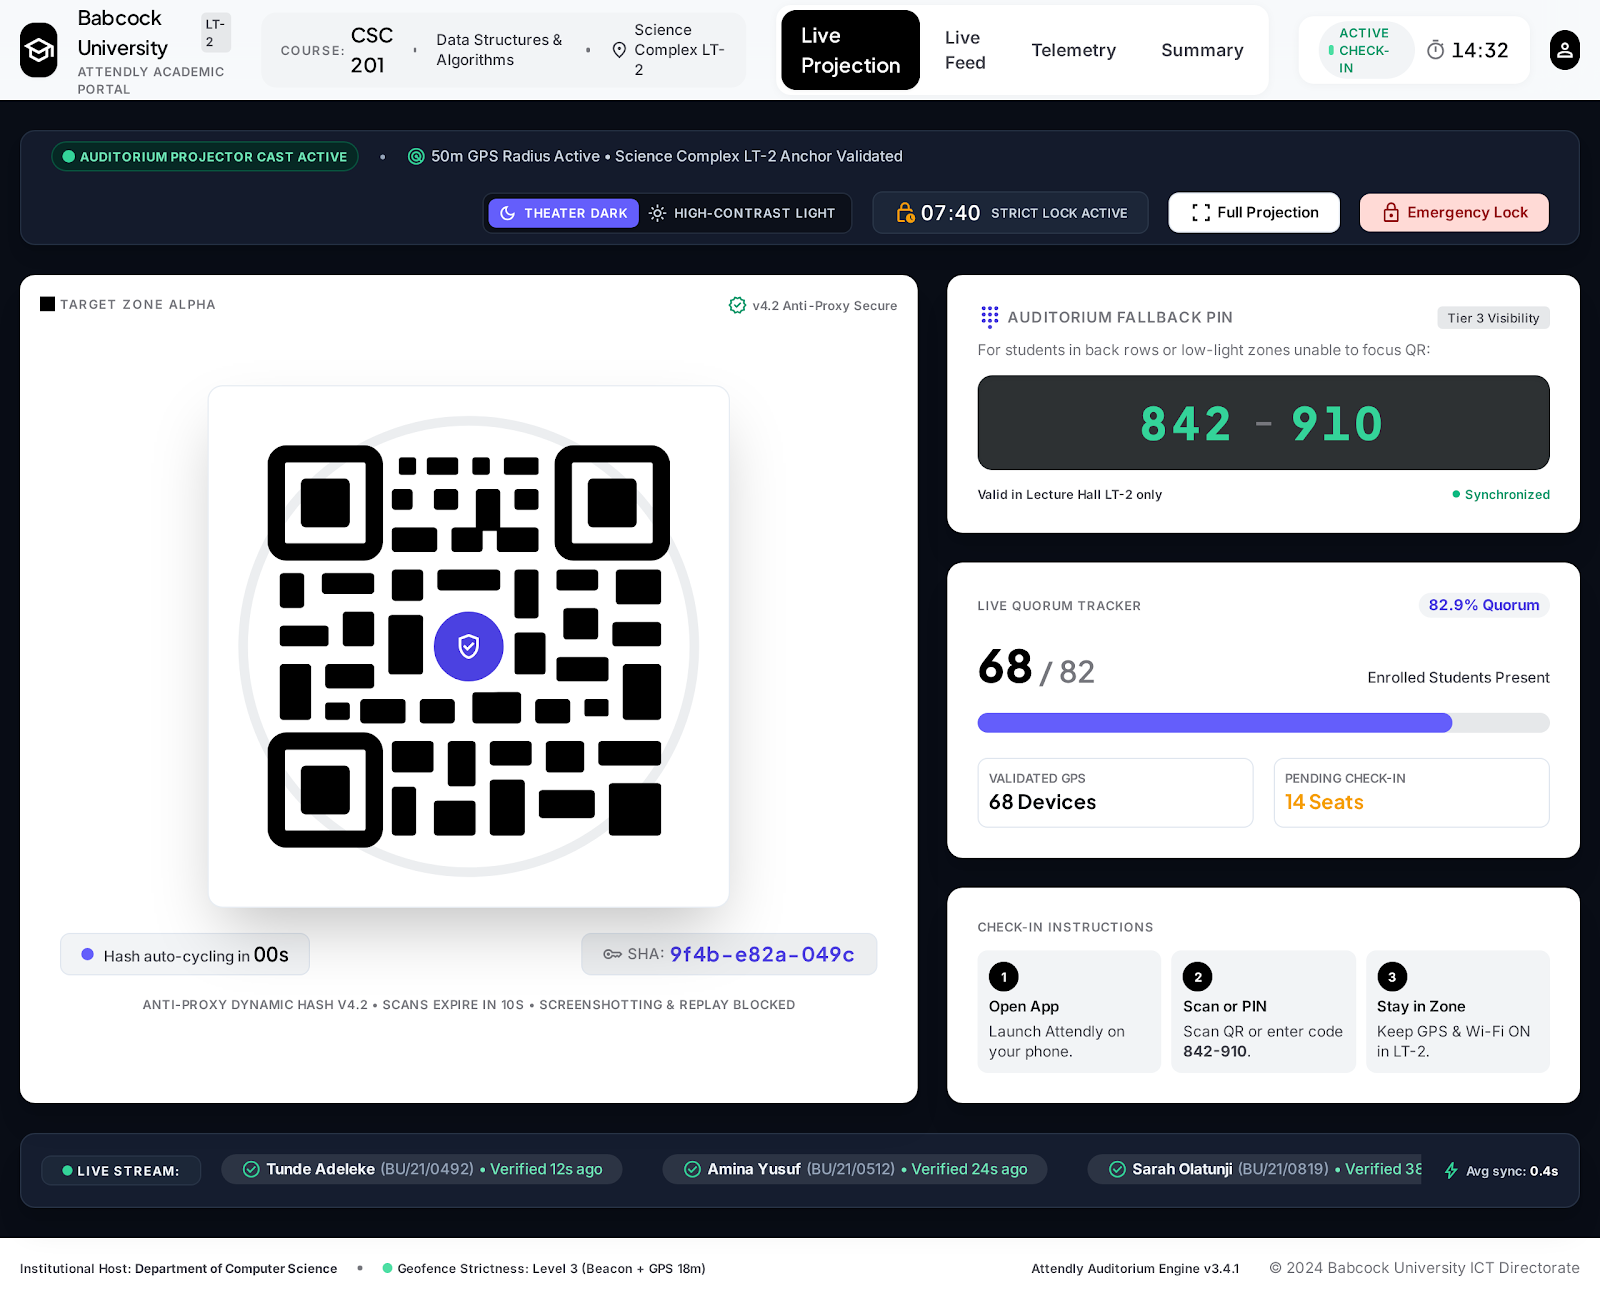 Babcock
University
LT-
2
ATTENDLY ACADEMIC
PORTAL
COURSE:
CSC
201
Data Structures &
Algorithms
Science
Complex LT-
2
Live
Projection
Live
Feed
Telemetry
Summary
ACTIVE
CHECK-
IN
14:32
AUDITORIUM PROJECTOR CAST ACTIVE • 50m GPS Radius Active • Science Complex LT-2 Anchor Validated
THEATER DARK
HIGH-CONTRAST LIGHT
07:40 STRICT LOCK ACTIVE
Full Projection
Emergency Lock
TARGET ZONE ALPHA
v4.2 Anti-Proxy Secure
Hash auto-cycling in 00s
SHA: 9f4b-e82a-049c
ANTI-PROXY DYNAMIC HASH V4.2 • SCANS EXPIRE IN 10S • SCREENSHOTTING & REPLAY BLOCKED
AUDITORIUM FALLBACK PIN
Tier 3 Visibility
For students in back rows or low-light zones unable to focus QR:
842 - 910
Valid in Lecture Hall LT-2 only
Synchronized
LIVE QUORUM TRACKER
82.9% Quorum
68 / 82
Enrolled Students Present
VALIDATED GPS
68 Devices
PENDING CHECK-IN
14 Seats
CHECK-IN INSTRUCTIONS
1
Open App
Launch Attendly on
your phone.
2
Scan or PIN
Scan QR or enter code
842-910.
3
Stay in Zone
Keep GPS & Wi-Fi ON
in LT-2.
LIVE STREAM:
Tunde Adeleke (BU/21/0492) • Verified 12s ago
Amina Yusuf (BU/21/0512) • Verified 24s ago
Sarah Olatunji (BU/21/0819) • Verified 38
Avg sync: 0.4s
Institutional Host: Department of Computer Science • Geofence Strictness: Level 3 (Beacon + GPS 18m)
Attendly Auditorium Engine v3.4.1
© 2024 Babcock University ICT Directorate